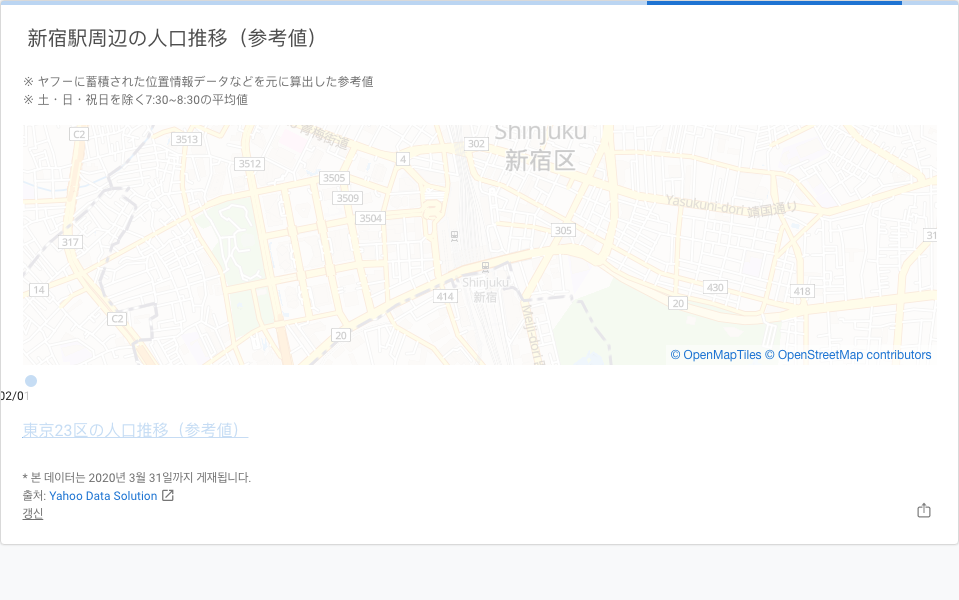 新宿駅周辺の人口推移（参考値）
※ ヤフーに蓄積された位置情報データなどを元に算出した参考値
※ 土・日・祝日を除く7:30~8:30の平均値
Shinjuku
新宿区
青梅街道
C2
3513
302
4
3512
3505
3509
3504
Yasukuni-dori 靖国通り
305
317
31
Shinjuku
新宿
14
414
430
418
20
C2
20
Meiji-dori
© OpenMapTiles © OpenStreetMap contributors
02/01
東京23区の人口推移（参考値）
* 본 데이터는 2020년 3월 31일까지 게재됩니다.
출처: Yahoo Data Solution
갱신